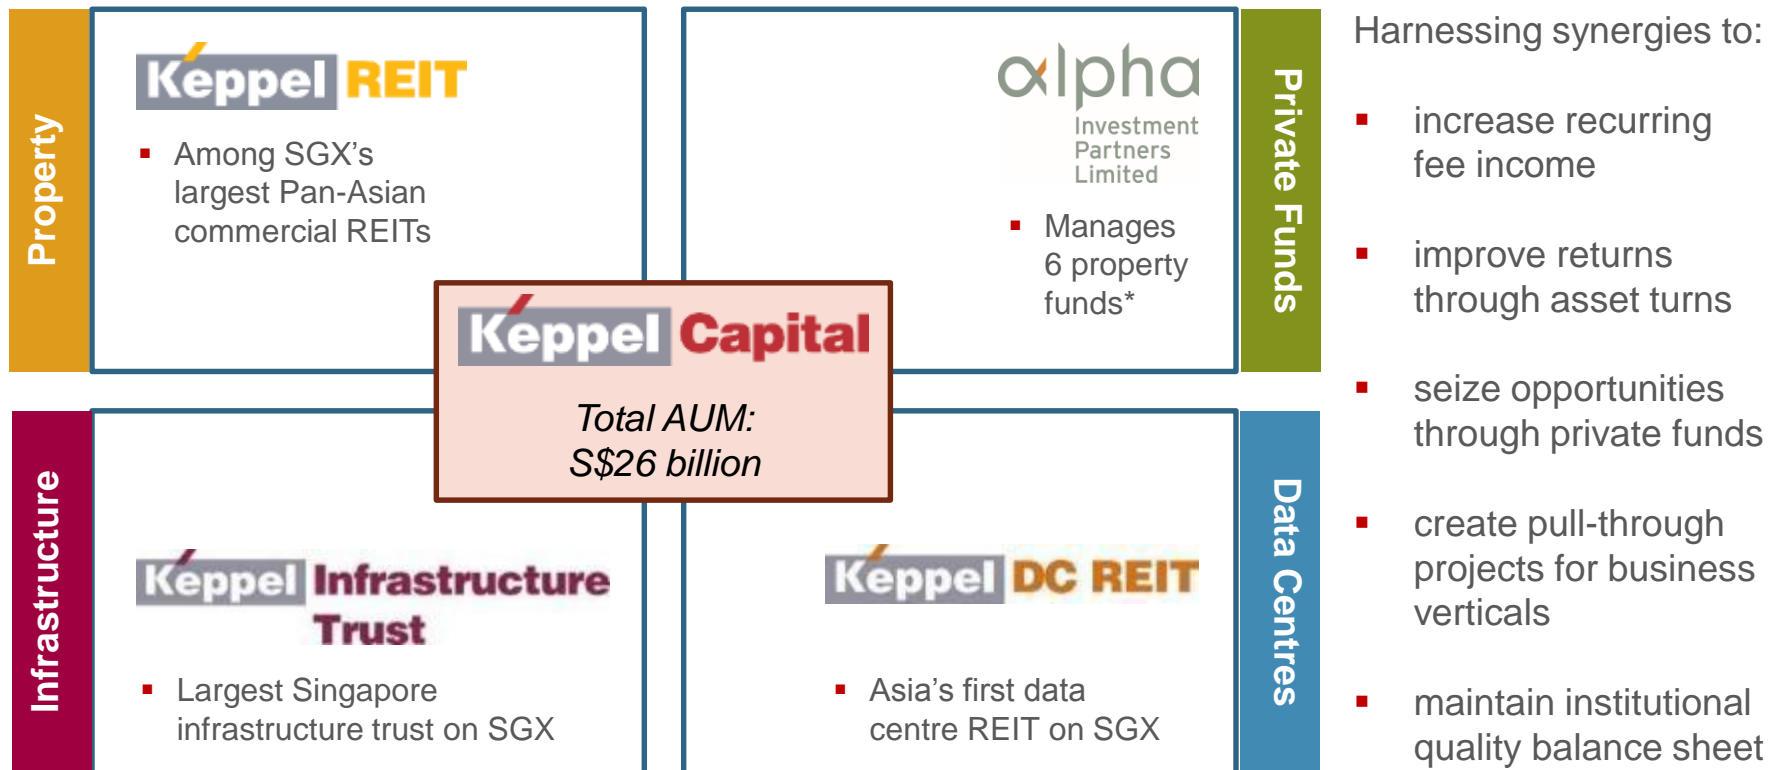 Property
Keppel REIT
▪ Among SGX's
largest Pan-Asian
commercial REITs
alpha
Investment
Partners
Limited
▪ Manages
6 property
funds*
Private Funds
Keppel Capital
Total AUM:
S$26 billion
Infrastructure
Keppel Infrastructure
Trust
▪ Largest Singapore
infrastructure trust on SGX
Keppel DC REIT
▪ Asia's first data
centre REIT on SGX
Data Centres
Harnessing synergies to:
▪ increase recurring
fee income
▪ improve returns
through asset turns
▪ seize opportunities
through private funds
▪ create pull-through
projects for business
verticals
▪ maintain institutional
quality balance sheet